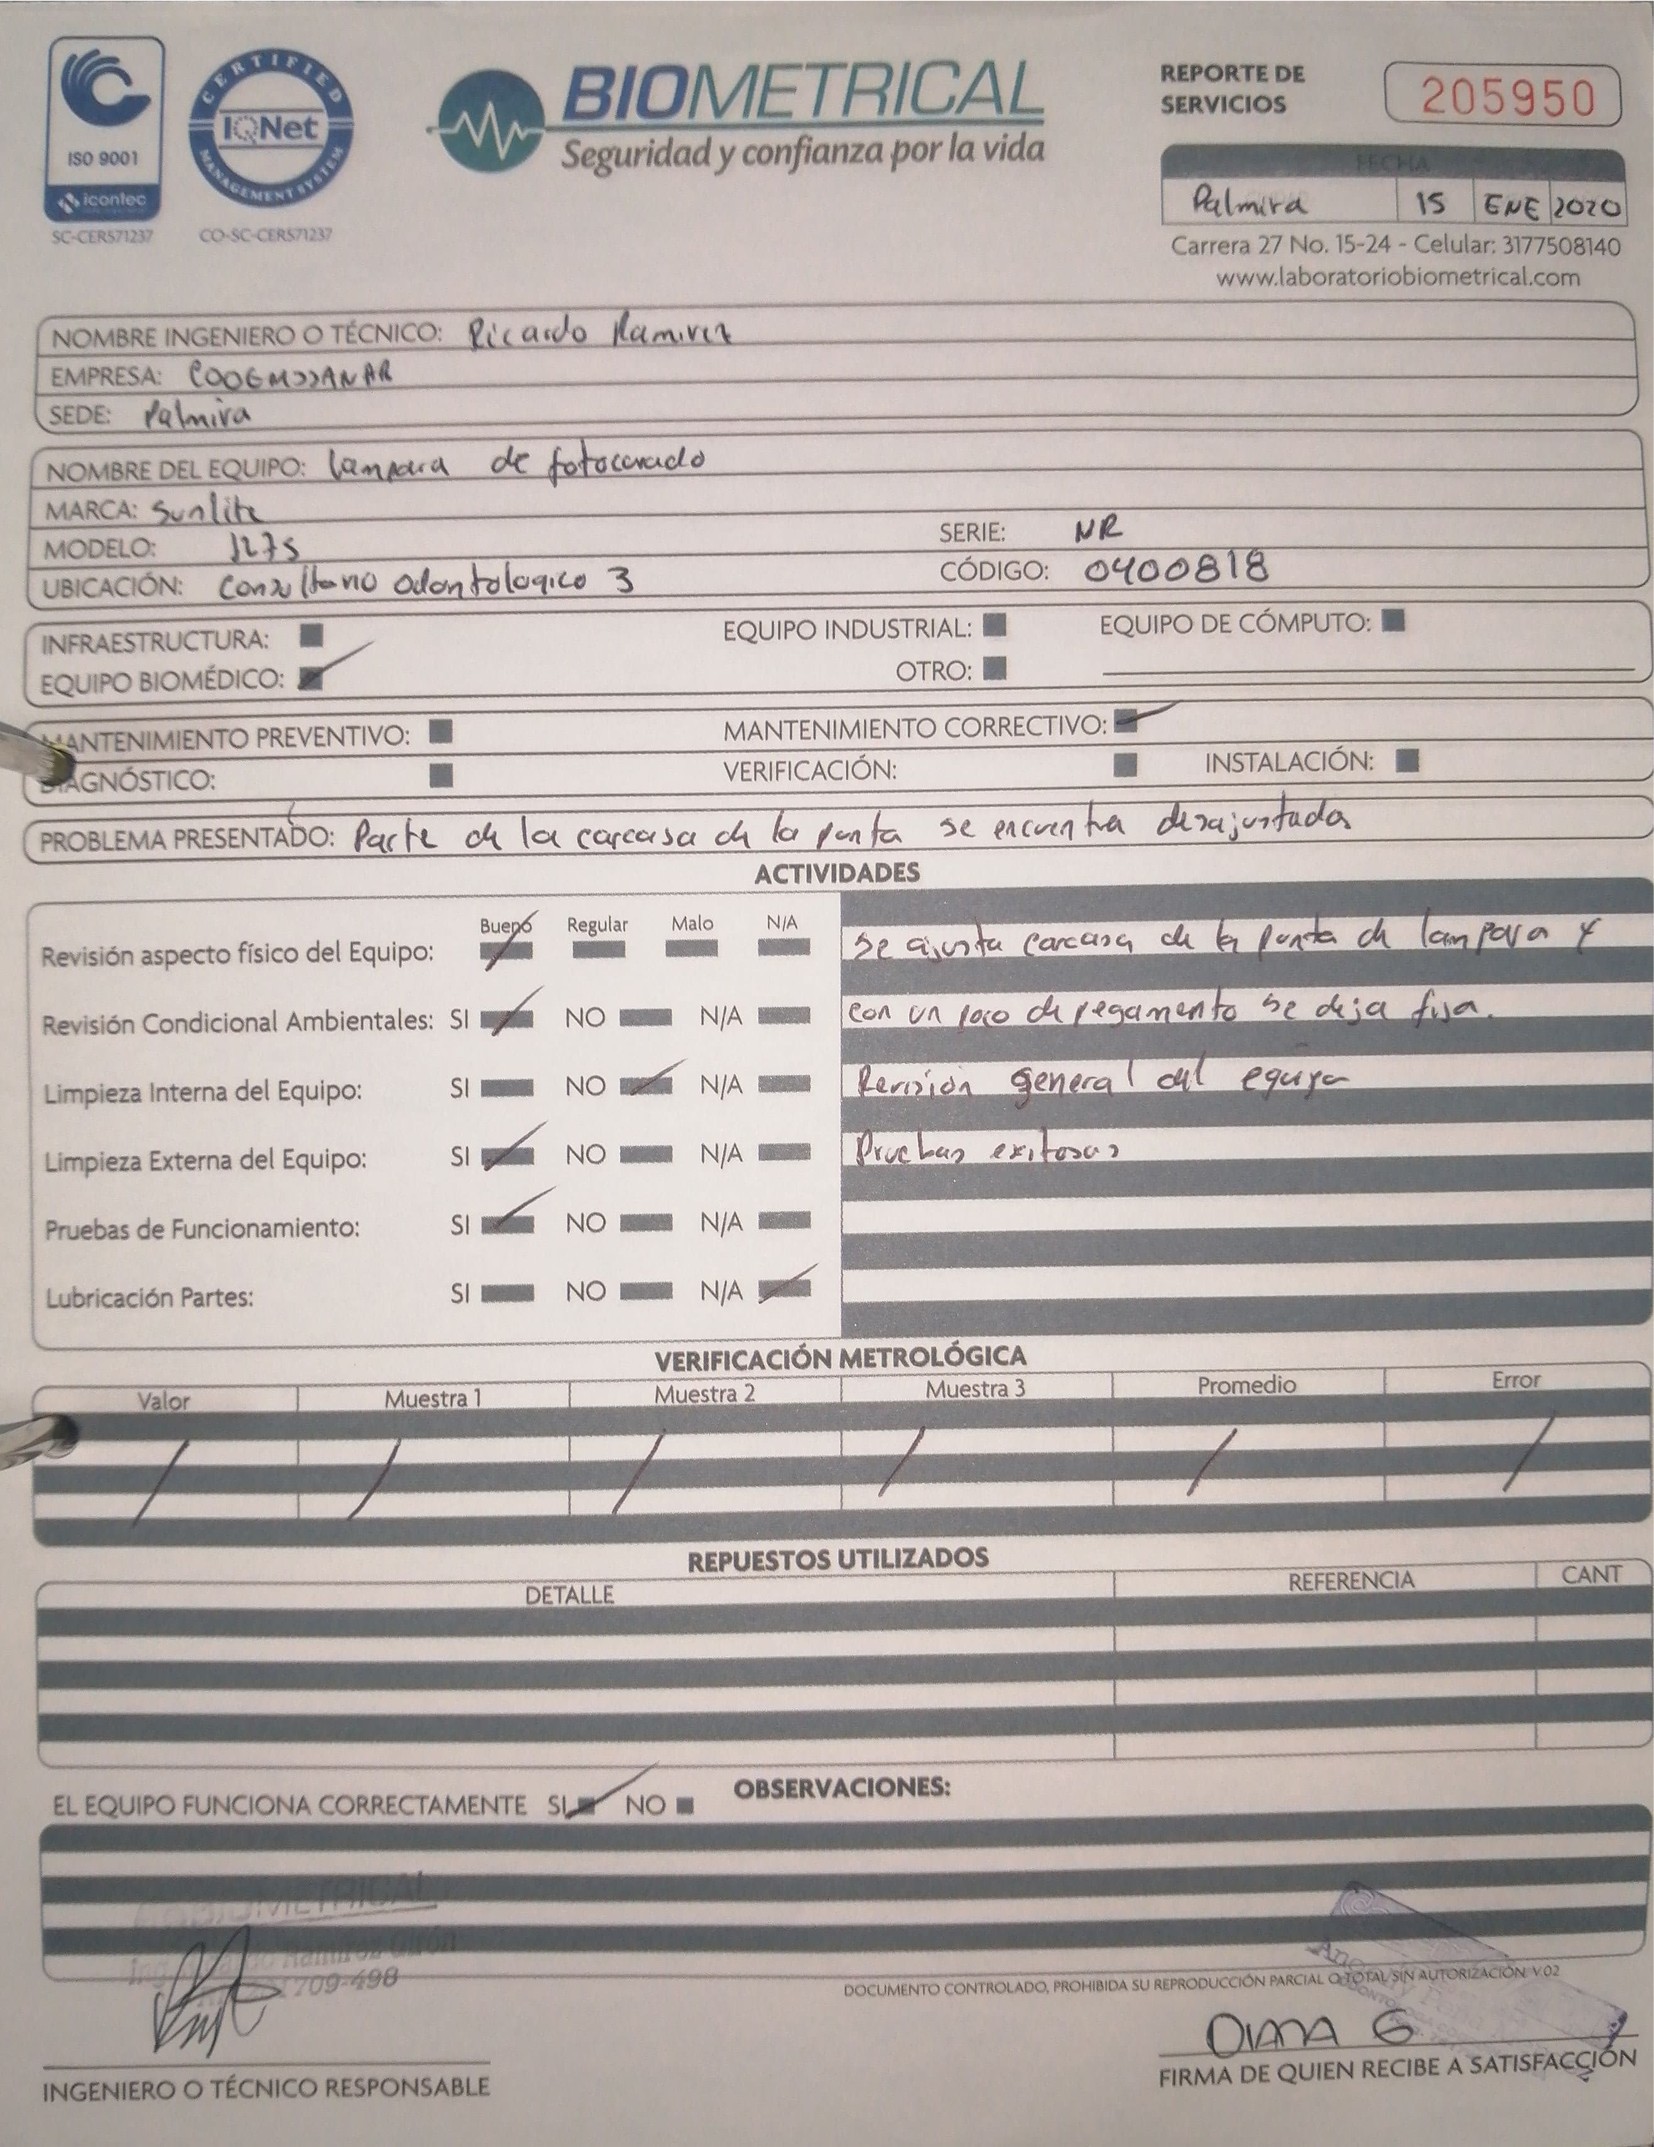 ISO 9001
icontec
SC-CER571237
CERTIFIED
IQNet
MANAGEMENT SYSTEM
CO-SC-CER571237
BIOMETRICAL
Seguridad y confianza por la vida
REPORTE DE
SERVICIOS
205950
FECHA
Palmira 15 ENE 2020
Carrera 27 No. 15-24 - Celular: 3177508140
www.laboratoriobiometrical.com
NOMBRE INGENIERO O TÉCNICO: Ricardo Ramirez
EMPRESA: COOEMSSANAR
SEDE: Palmira
NOMBRE DEL EQUIPO: lampara de fotocurado
MARCA: Sunlite
MODELO: 1275 SERIE: NR
UBICACIÓN: Consultorio odontologico 3 CÓDIGO: 0400818
INFRAESTRUCTURA: EQUIPO INDUSTRIAL: EQUIPO DE CÓMPUTO:
EQUIPO BIOMÉDICO: OTRO:
MANTENIMIENTO PREVENTIVO: MANTENIMIENTO CORRECTIVO:
DIAGNÓSTICO: VERIFICACIÓN: INSTALACIÓN:
PROBLEMA PRESENTADO: Parte de la carcasa de la punta se encuentra desajustada
ACTIVIDADES
Bueno Regular Malo N/A
Revisión aspecto físico del Equipo: Se ajusta carcasa de la punta de lampara y
Revisión Condicional Ambientales: SI NO N/A con un poco de pegamento se deja fija.
Limpieza Interna del Equipo: SI NO N/A Revision general del equipo
Limpieza Externa del Equipo: SI NO N/A Pruebas exitosas
Pruebas de Funcionamiento: SI NO N/A
Lubricación Partes: SI NO N/A
VERIFICACIÓN METROLÓGICA
Valor Muestra 1 Muestra 2 Muestra 3 Promedio Error
/ / / / / /
REPUESTOS UTILIZADOS
DETALLE REFERENCIA CANT
EL EQUIPO FUNCIONA CORRECTAMENTE SI NO OBSERVACIONES:
BIOMETRICAL
Ing. Ramirez Girón
709-498
DOCUMENTO CONTROLADO, PROHIBIDA SU REPRODUCCIÓN PARCIAL O TOTAL SIN AUTORIZACIÓN V.02
DIANA G
INGENIERO O TÉCNICO RESPONSABLE
FIRMA DE QUIEN RECIBE A SATISFACCIÓN